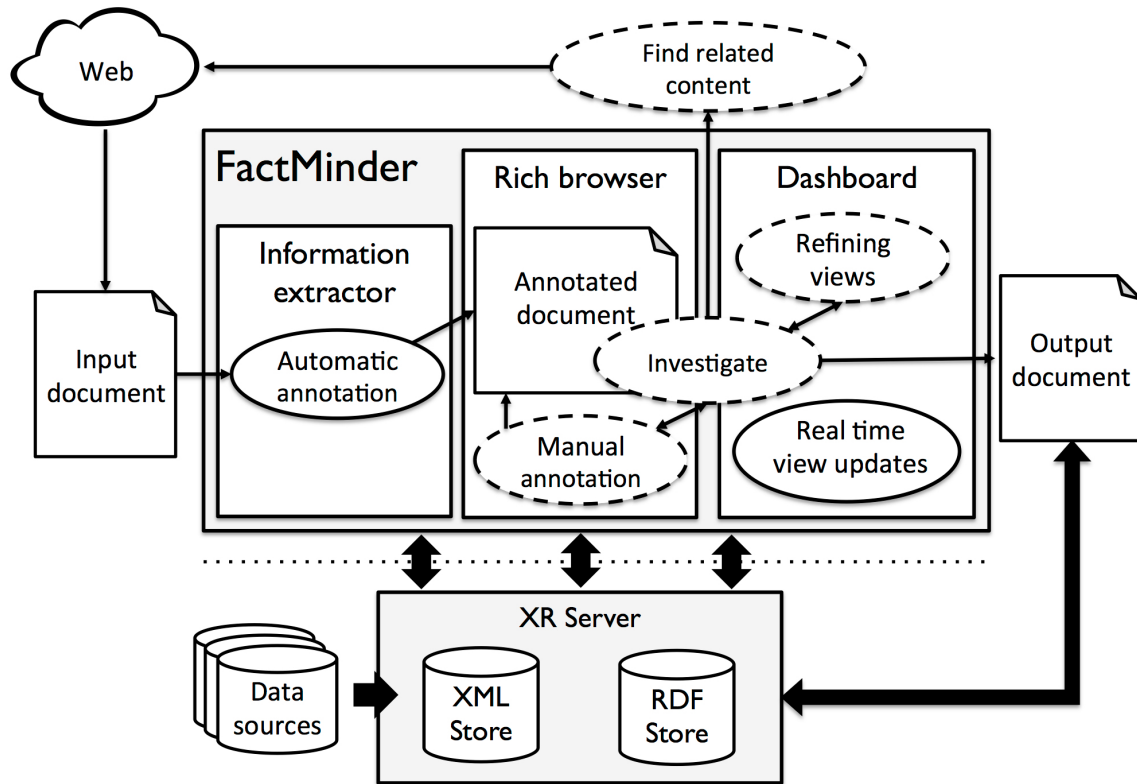 Web
Find related
content
FactMinder
Rich browser
Dashboard
Information
extractor
Annotated
document
Refining
views
Input
document
Automatic
annotation
Investigate
Output
document
Manual
annotation
Real time
view updates
XR Server
Data
sources
XML
Store
RDF
Store